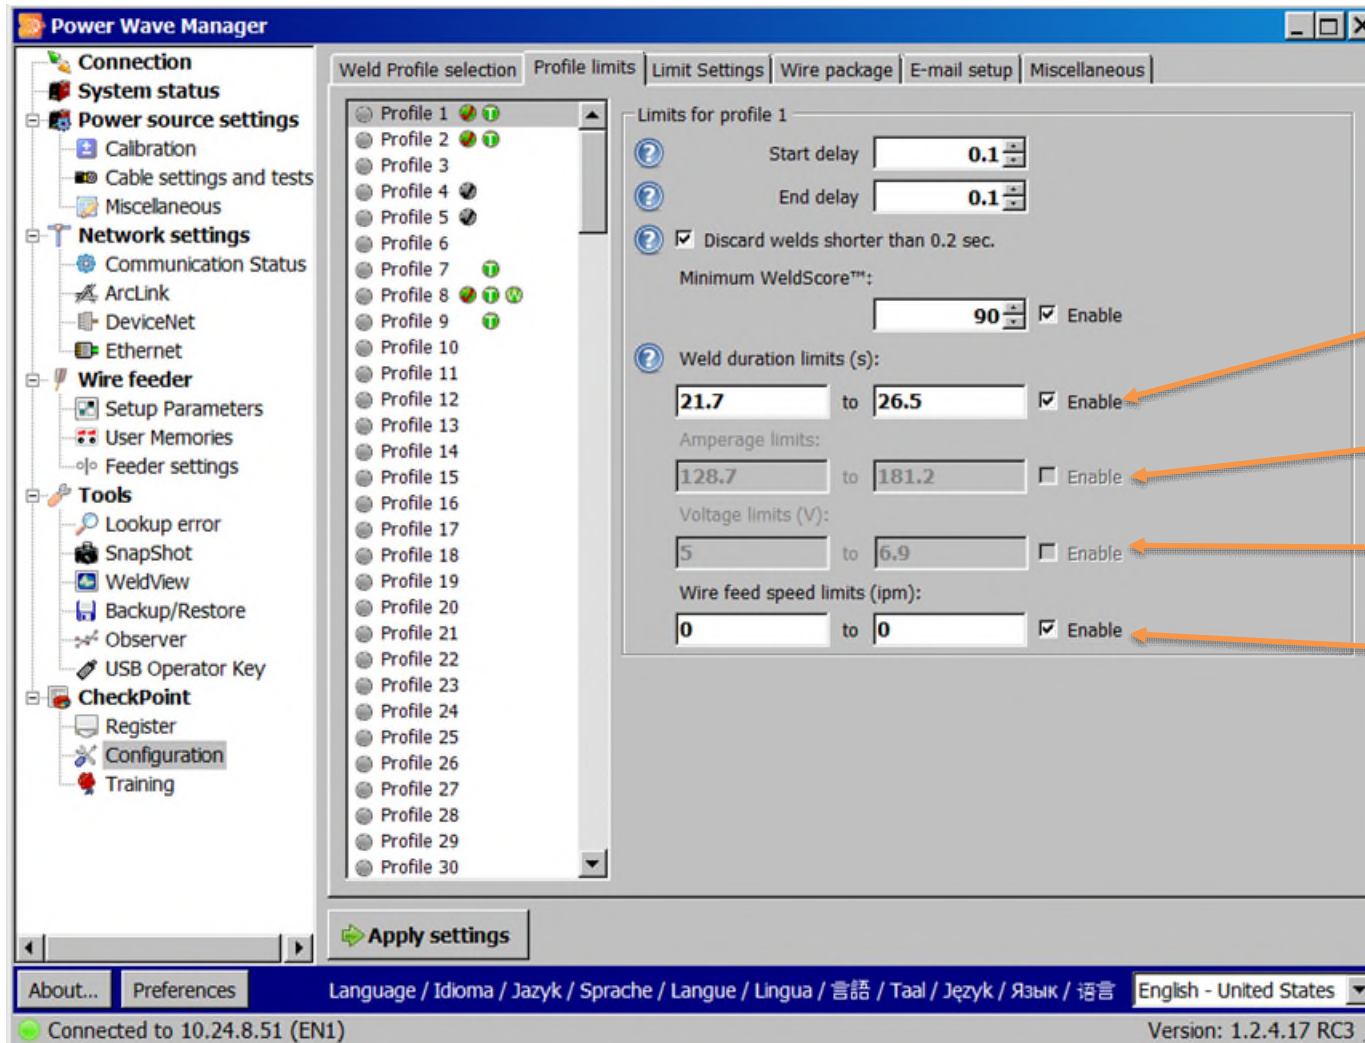 Power Wave Manager
Connection
System status
Power source settings
Calibration
Cable settings and tests
Miscellaneous
Network settings
Communication Status
ArcLink
DeviceNet
Ethernet
Wire feeder
Setup Parameters
User Memories
Feeder settings
Tools
Lookup error
SnapShot
WeldView
Backup/Restore
Observer
USB Operator Key
CheckPoint
Register
Configuration
Training
Weld Profile selection Profile limits Limit Settings Wire package E-mail setup Miscellaneous
Profile 1 T
Profile 2 T
Profile 3
Profile 4
Profile 5
Profile 6
Profile 7 T
Profile 8 T W
Profile 9 T
Profile 10
Profile 11
Profile 12
Profile 13
Profile 14
Profile 15
Profile 16
Profile 17
Profile 18
Profile 19
Profile 20
Profile 21
Profile 22
Profile 23
Profile 24
Profile 25
Profile 26
Profile 27
Profile 28
Profile 29
Profile 30
Limits for profile 1
? Start delay 0.1
? End delay 0.1
? Discard welds shorter than 0.2 sec.
Minimum WeldScore™:
90 Enable
? Weld duration limits (s):
21.7 to 26.5 Enable
Amperage limits:
128.7 to 181.2 Enable
Voltage limits (V):
5 to 6.9 Enable
Wire feed speed limits (ipm):
0 to 0 Enable
Apply settings
About... Preferences Language / Idioma / Jazyk / Sprache / Langue / Lingua / 言語 / Taal / Język / Язык / 语言 English - United States
Connected to 10.24.8.51 (EN1) Version: 1.2.4.17 RC3